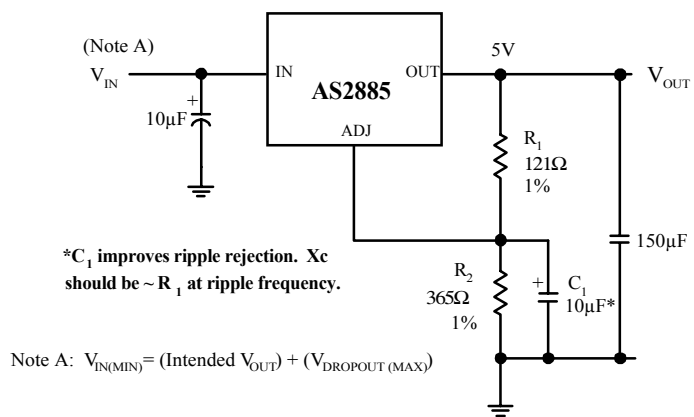 (Note A)
V_IN
10µF
+
IN
OUT
AS2885
ADJ
5V
V_OUT
R_1
121Ω
1%
150µF
*C_1 improves ripple rejection. Xc
should be ~ R_1 at ripple frequency.
R_2
365Ω
1%
+
C_1
10µF*
Note A: V_IN(MIN)= (Intended V_OUT) + (V_DROPOUT (MAX))